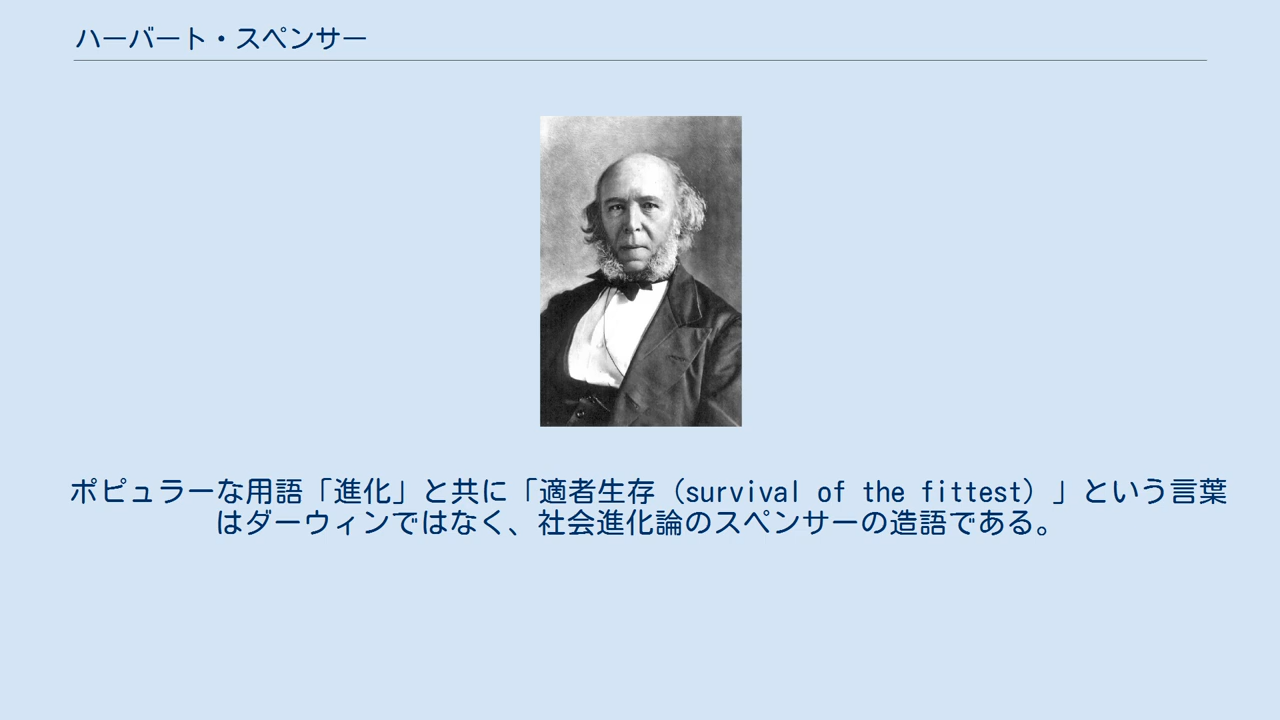 ハーバート・スペンサー
ポピュラーな用語「進化」と共に「適者生存（survival of the fittest）」という言葉
はダーウィンではなく、社会進化論のスペンサーの造語である。